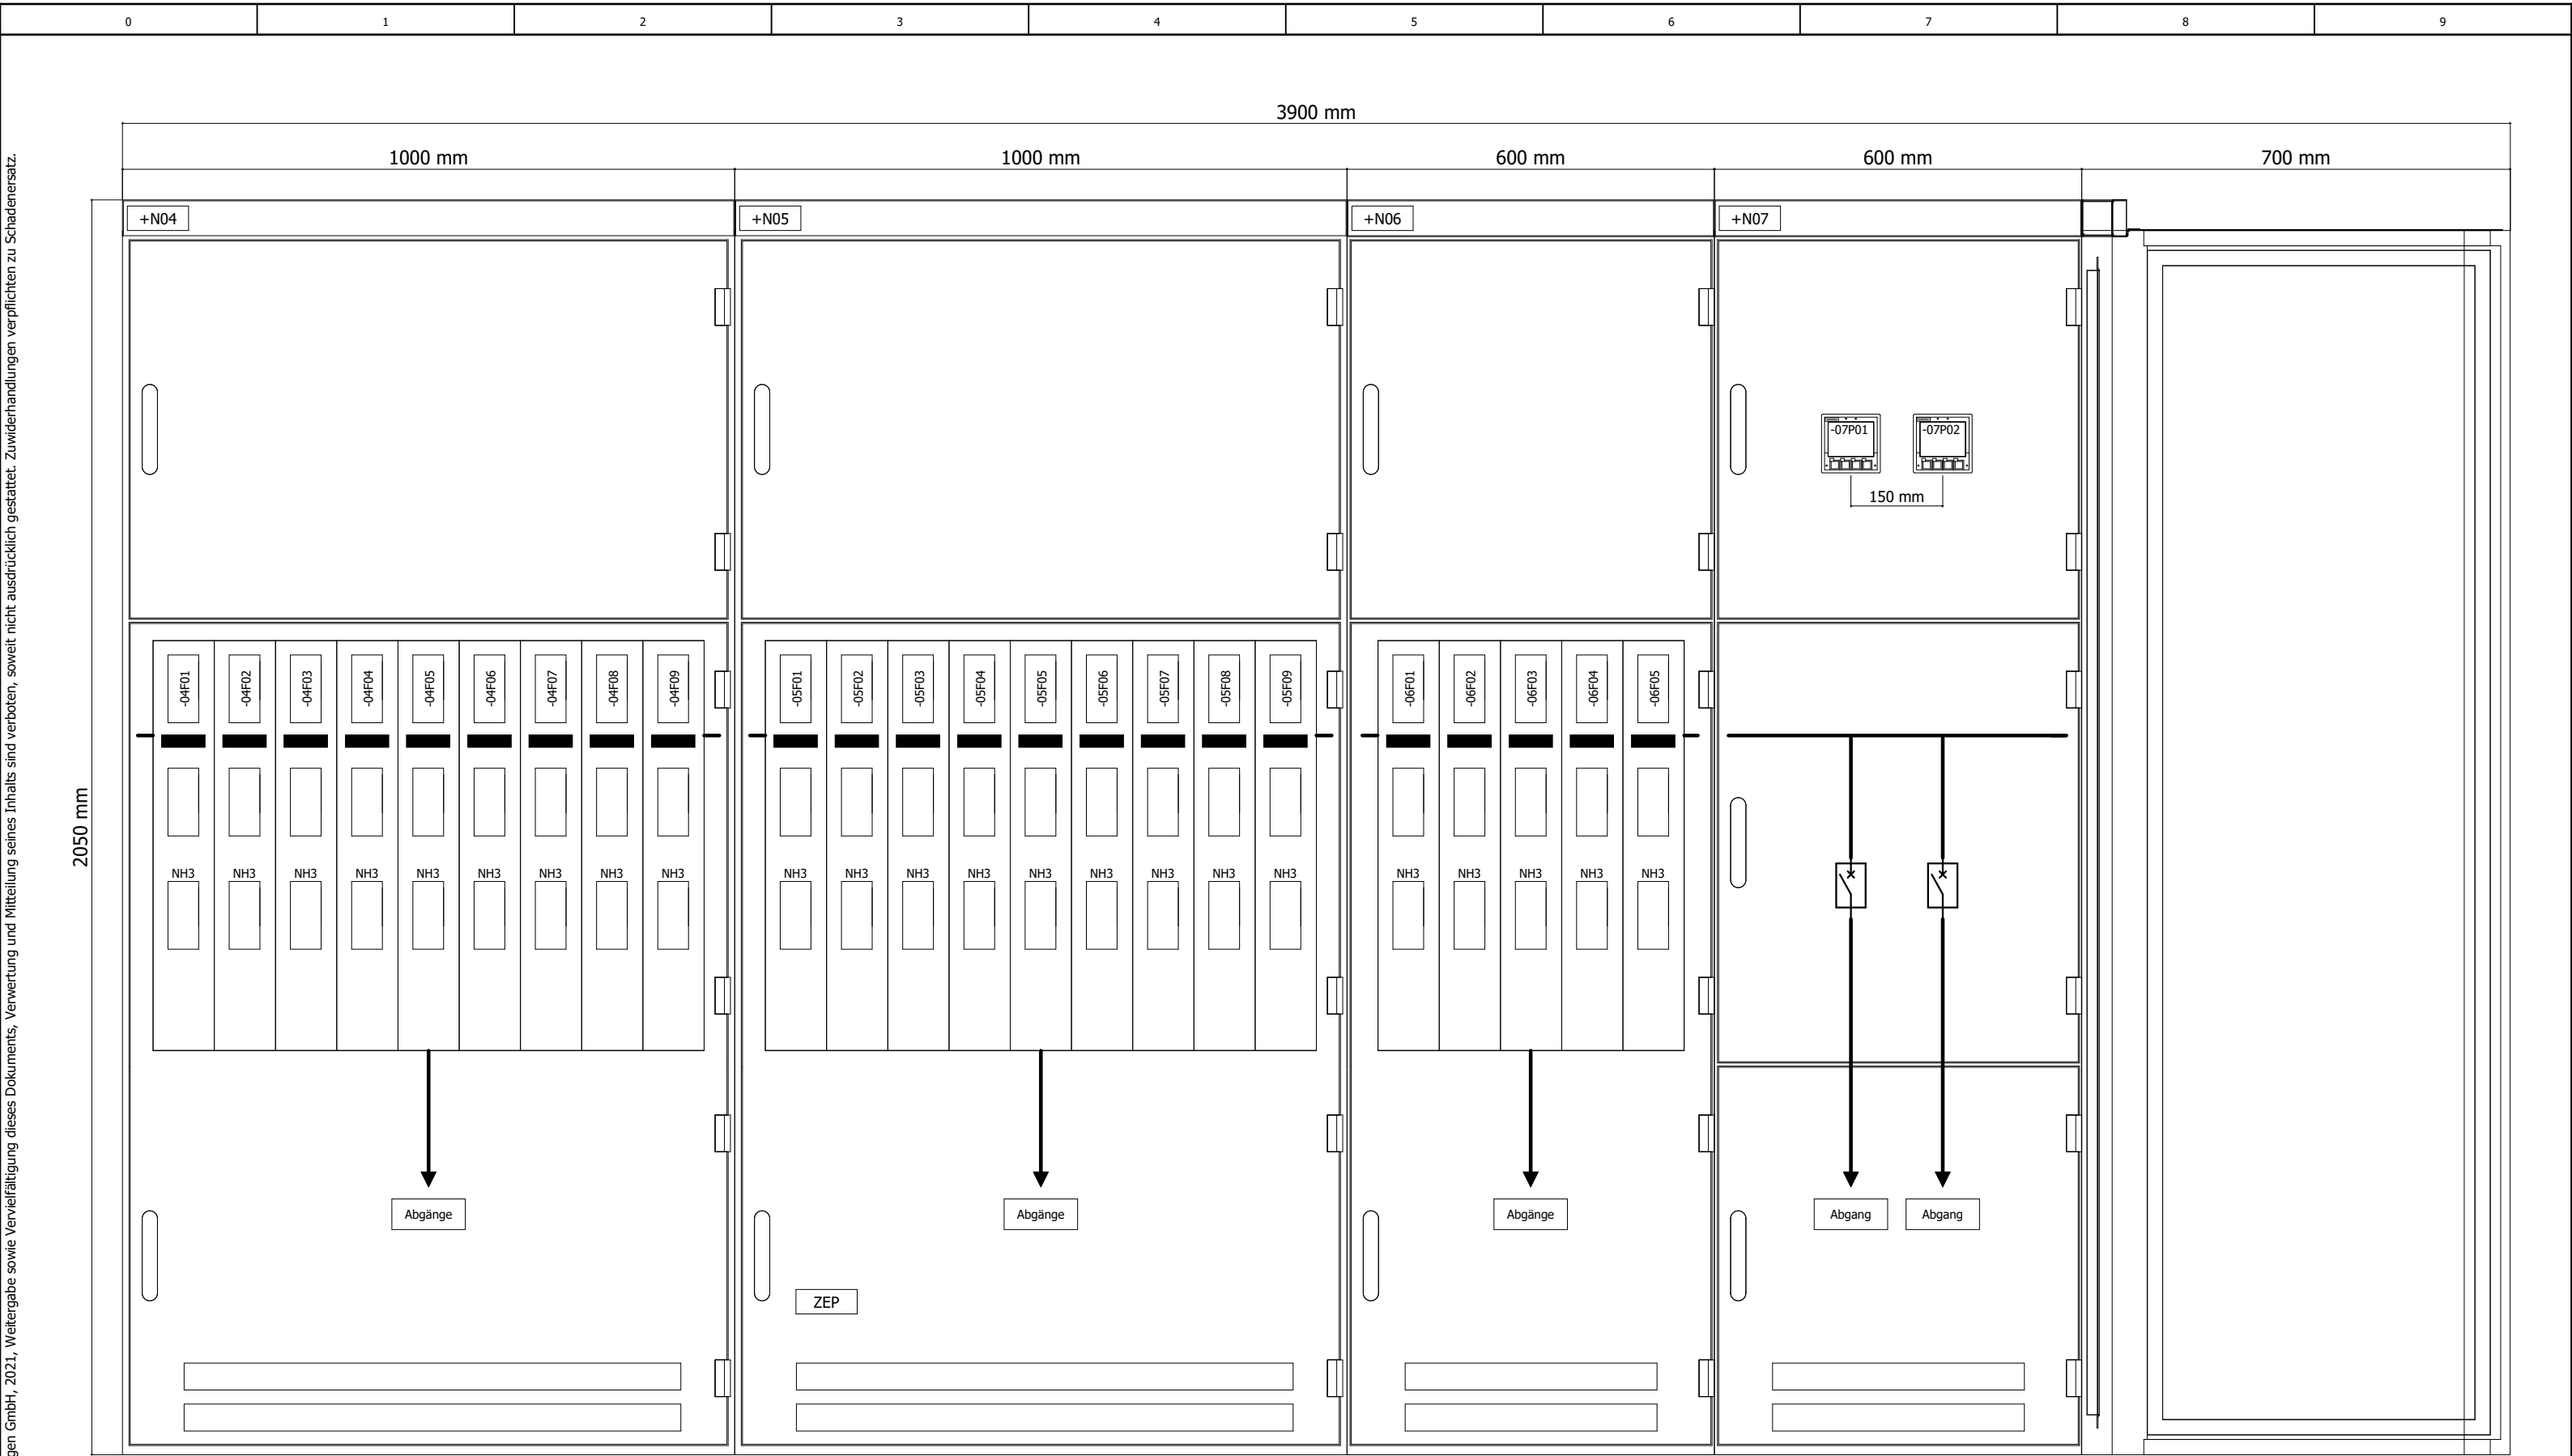 0 1 2 3 4 5 6 7 8 9
3900 mm
1000 mm 1000 mm 600 mm 600 mm 700 mm
+N04 +N05 +N06 +N07
-07P01 -07P02
150 mm
-04F01 -04F02 -04F03 -04F04 -04F05 -04F06 -04F07 -04F08 -04F09
-05F01 -05F02 -05F03 -05F04 -05F05 -05F06 -05F07 -05F08 -05F09
-06F01 -06F02 -06F03 -06F04 -06F05
2050 mm
NH3 NH3 NH3 NH3 NH3 NH3 NH3 NH3 NH3 NH3 NH3 NH3 NH3 NH3 NH3 NH3 NH3 NH3 NH3 NH3 NH3 NH3 NH3
Abgänge Abgänge Abgänge Abgang Abgang
ZEP
gen GmbH, 2021, Weitergabe sowie Vervielfältigung dieses Dokuments, Verwertung und Mitteilung seines Inhalts sind verboten, soweit nicht ausdrücklich gestattet. Zuwiderhandlungen verpflichten zu Schadenersatz.